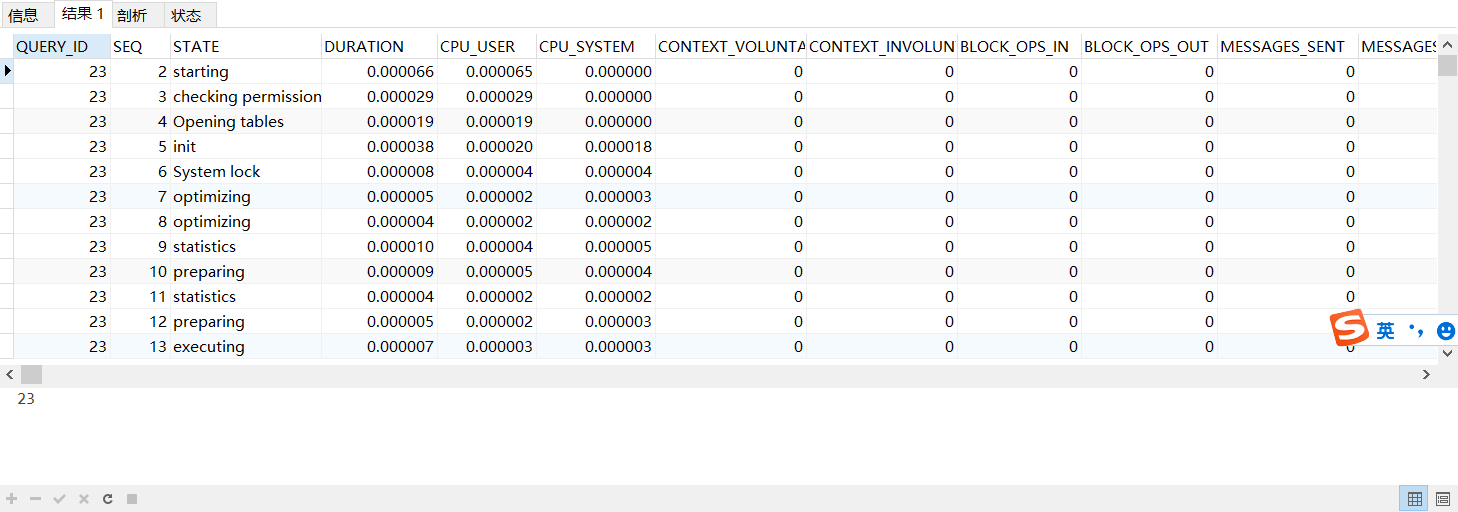 信息 结果 1 剖析 状态
QUERY_ID SEQ STATE DURATION CPU_USER CPU_SYSTEM CONTEXT_VOLUNTA CONTEXT_INVOLUN BLOCK_OPS_IN BLOCK_OPS_OUT MESSAGES_SENT MESSAGES
23 2 starting 0.000066 0.000065 0.000000 0 0 0 0 0
23 3 checking permission 0.000029 0.000029 0.000000 0 0 0 0 0
23 4 Opening tables 0.000019 0.000019 0.000000 0 0 0 0 0
23 5 init 0.000038 0.000020 0.000018 0 0 0 0 0
23 6 System lock 0.000008 0.000004 0.000004 0 0 0 0 0
23 7 optimizing 0.000005 0.000002 0.000003 0 0 0 0 0
23 8 optimizing 0.000004 0.000002 0.000002 0 0 0 0 0
23 9 statistics 0.000010 0.000004 0.000005 0 0 0 0 0
23 10 preparing 0.000009 0.000005 0.000004 0 0 0 0 0
23 11 statistics 0.000004 0.000002 0.000002 0 0 0 0 0
23 12 preparing 0.000005 0.000002 0.000003 0 0 0 0
S 英
23 13 executing 0.000007 0.000003 0.000003 0 0 0 0 0
23